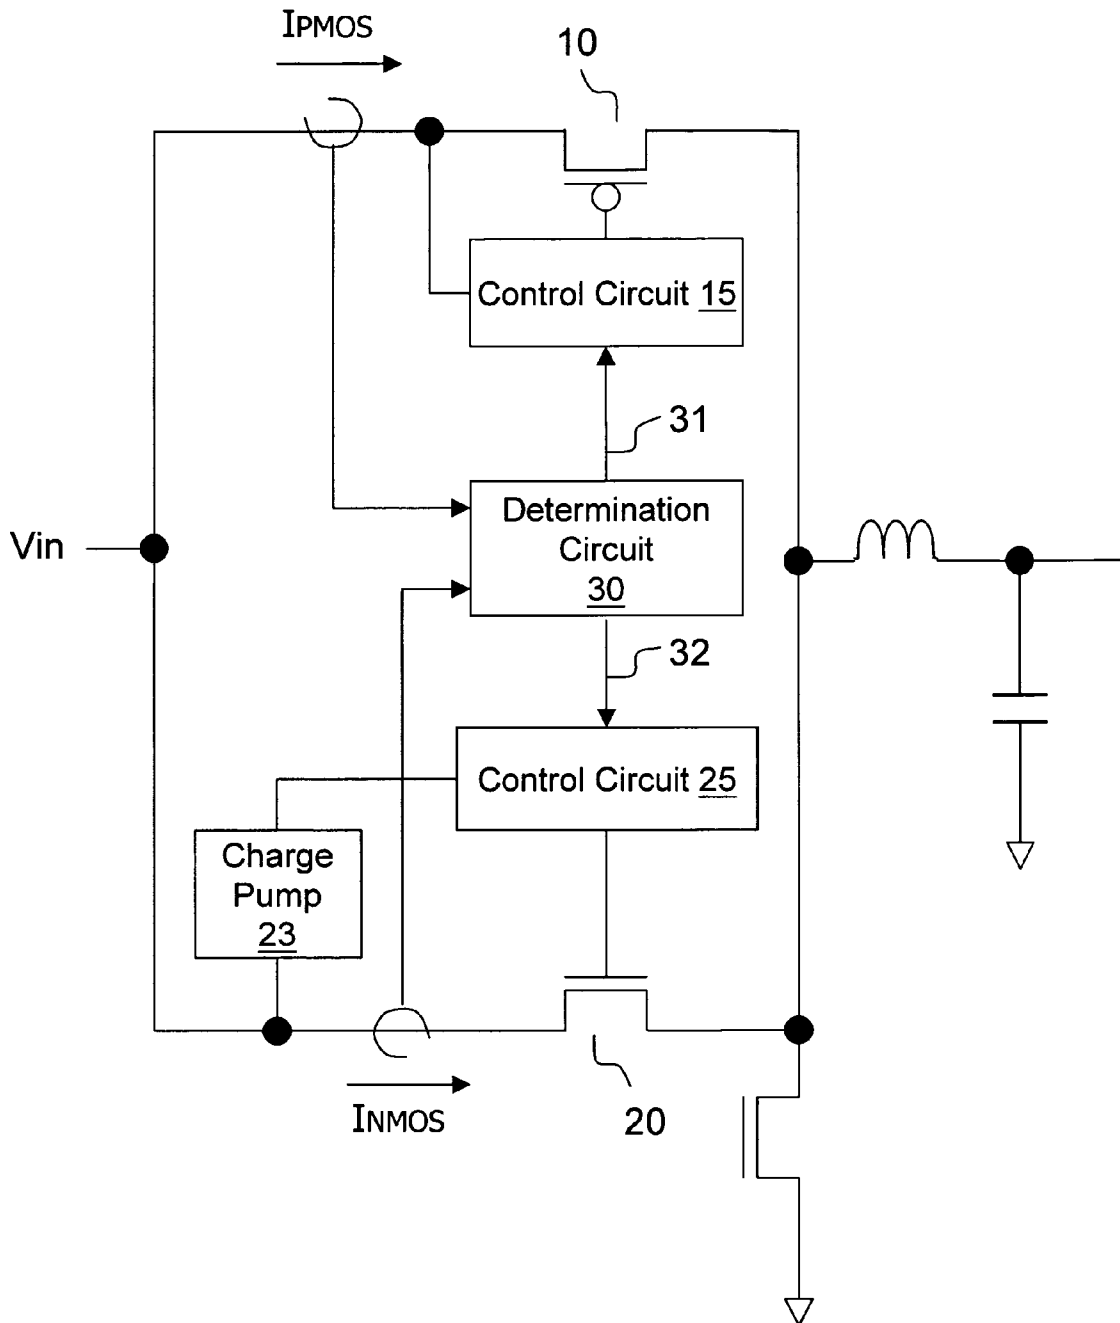 IPMOS
10
Control Circuit 15
31
Determination
Circuit
30
Vin
32
Control Circuit 25
Charge
Pump
23
INMOS
20